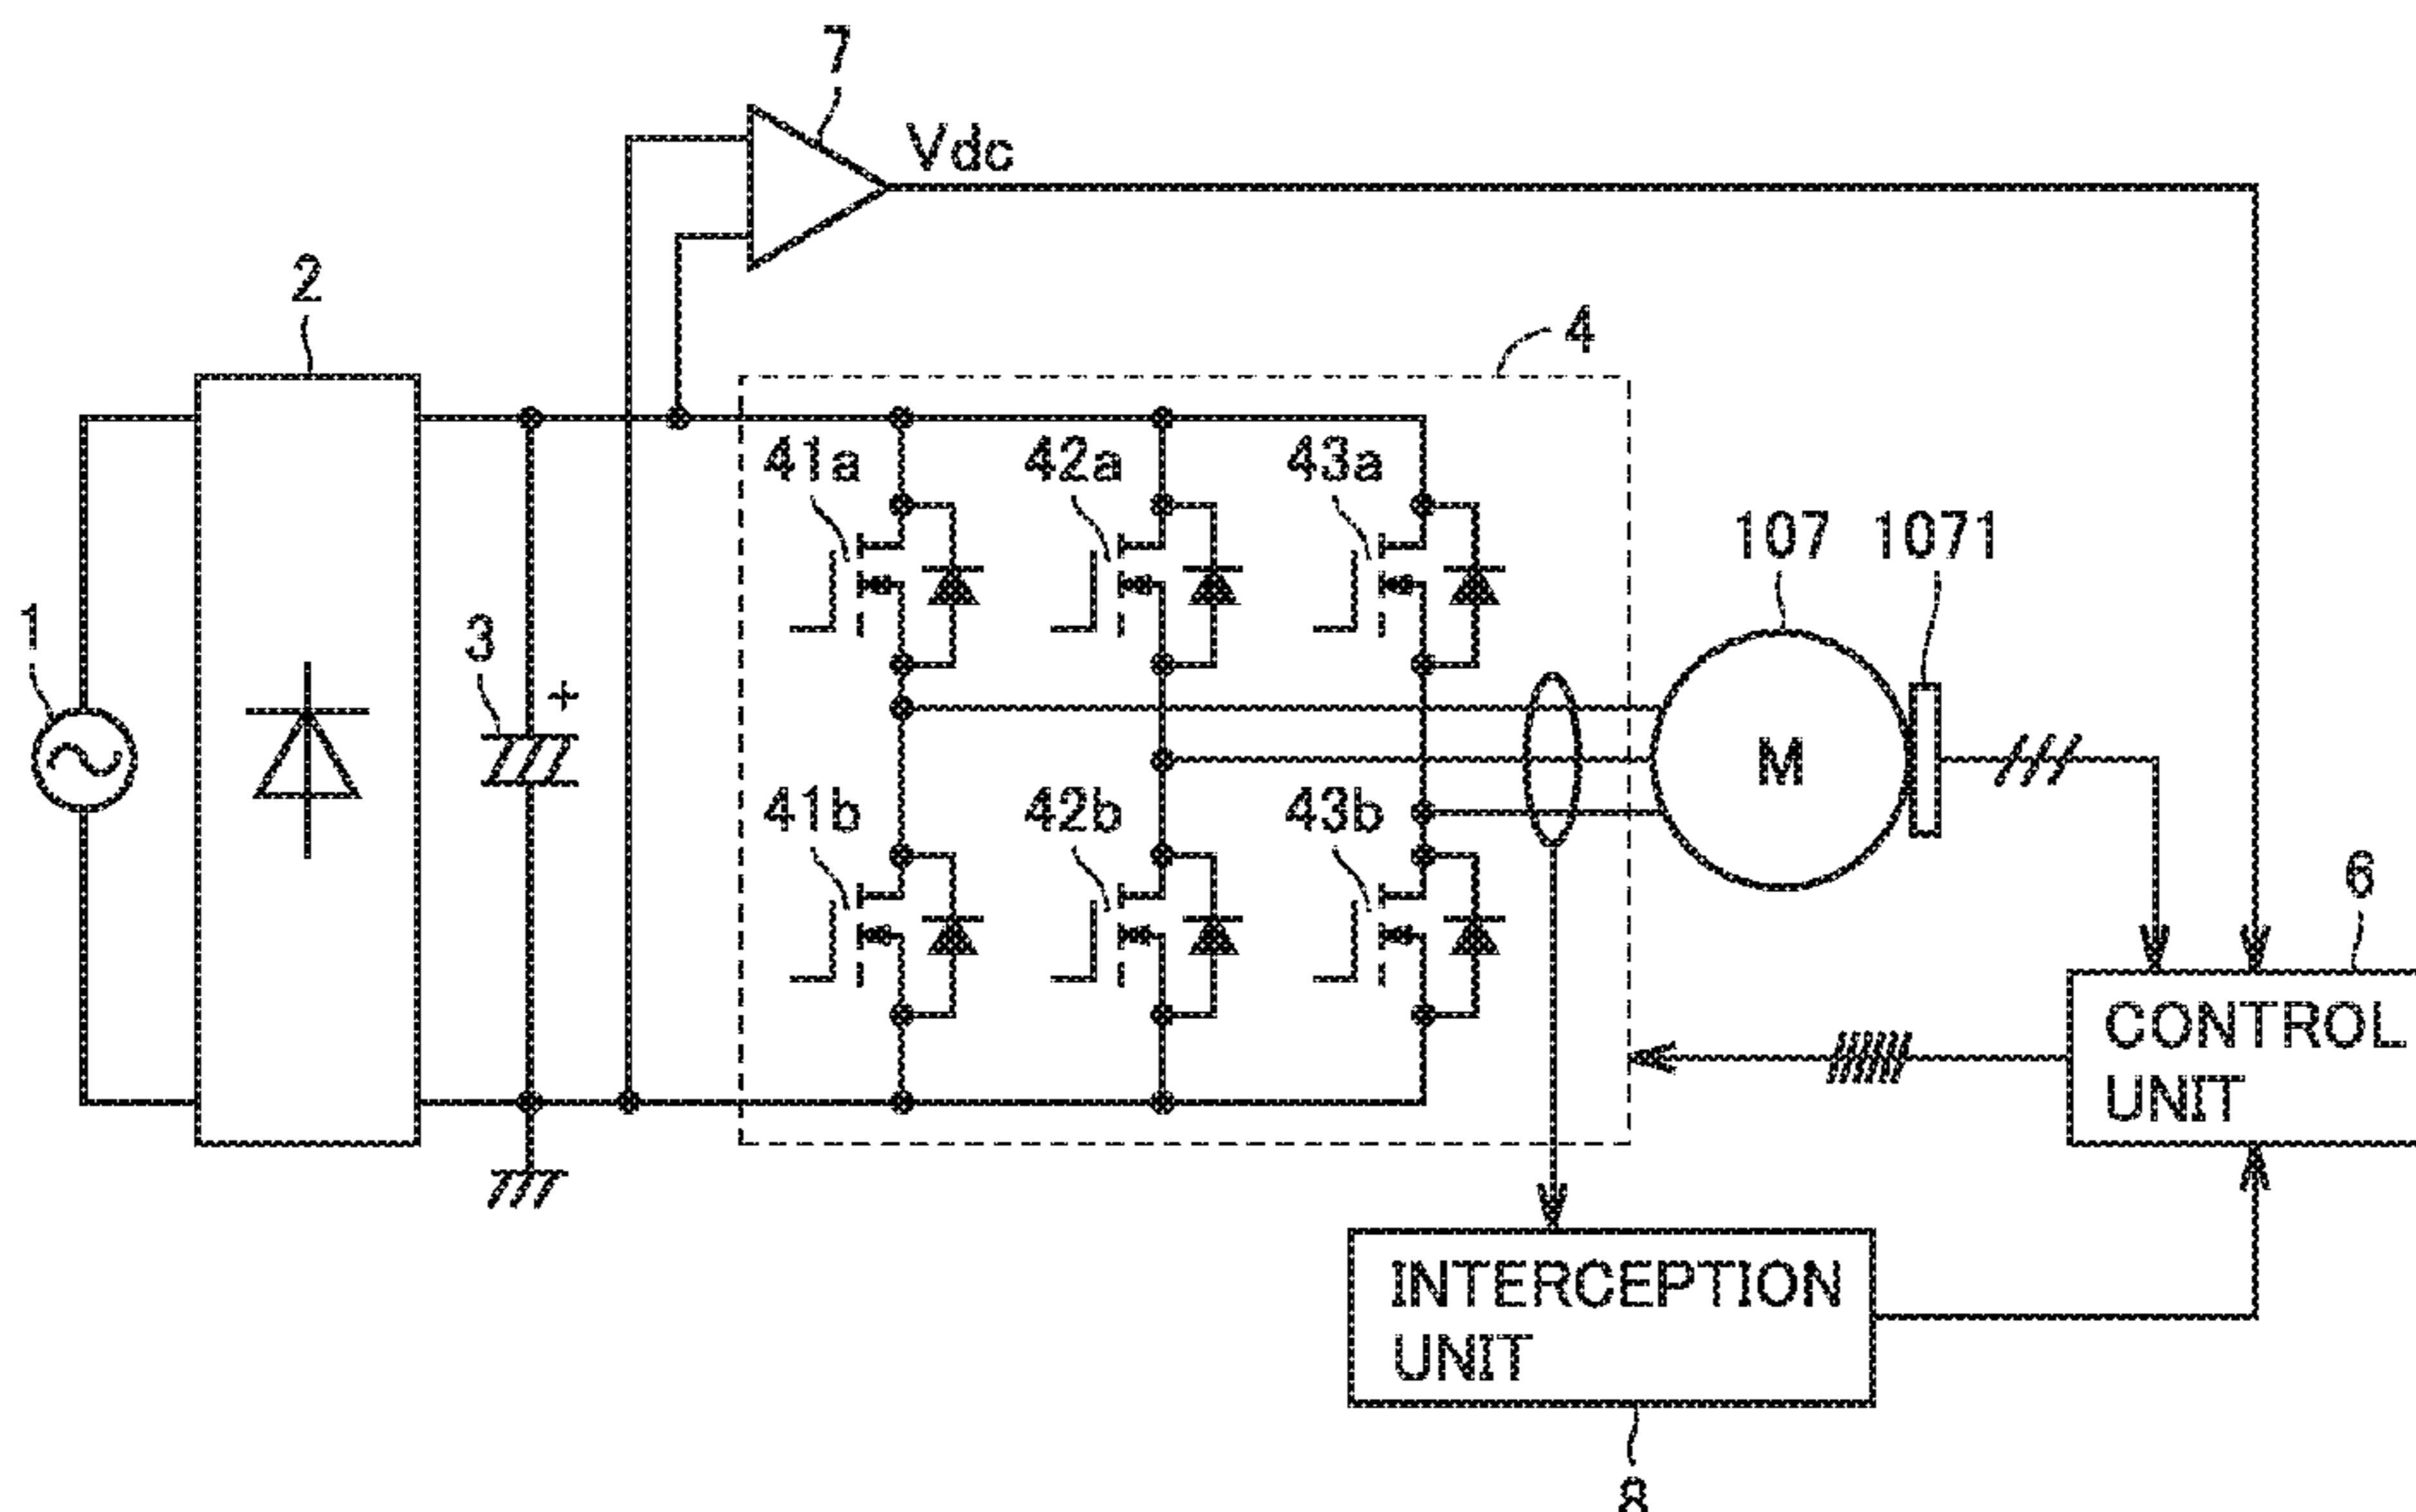 7
Vdc
2
4
41a
42a
43a
107
1071
1
3
+
M
41b
42b
43b
6
CONTROL
UNIT
INTERCEPTION
UNIT
8